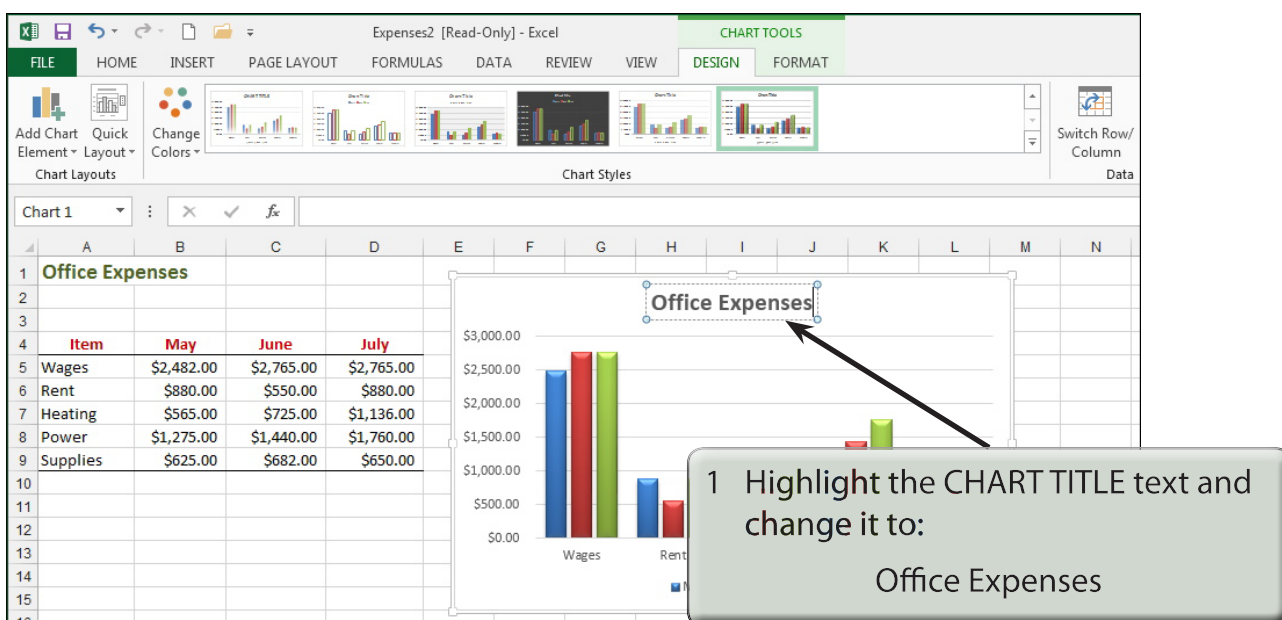 Expenses2 [Read-Only] - Excel CHART TOOLS
FILE HOME INSERT PAGE LAYOUT FORMULAS DATA REVIEW VIEW DESIGN FORMAT
Add Chart Element Quick Layout Change Colors Switch Row/ Column
Chart Layouts Chart Styles Data
Chart 1 fx
A B C D E F G H I J K L M N
1 Office Expenses
2
3
4 Item May June July
5 Wages $2,482.00 $2,765.00 $2,765.00
6 Rent $880.00 $550.00 $880.00
7 Heating $565.00 $725.00 $1,136.00
8 Power $1,275.00 $1,440.00 $1,760.00
9 Supplies $625.00 $682.00 $650.00
10
11
12
13
14
15
Office Expenses
$3,000.00
$2,500.00
$2,000.00
$1,500.00
$1,000.00
$500.00
$0.00
Wages Rent
1 Highlight the CHART TITLE text and
change it to:
Office Expenses